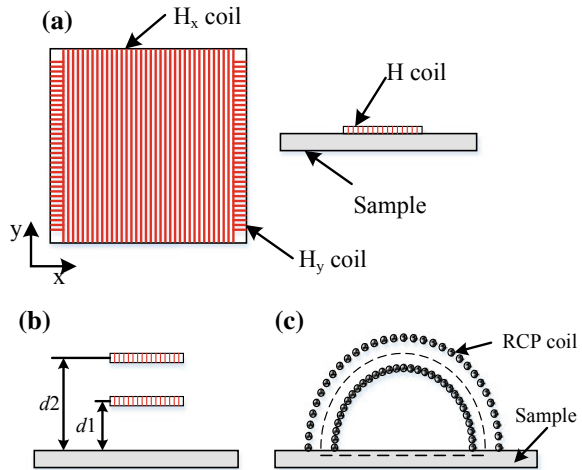 (a)
Hx coil
H coil
Sample
y
x
Hy coil
(b)
d2
d1
(c)
RCP coil
Sample